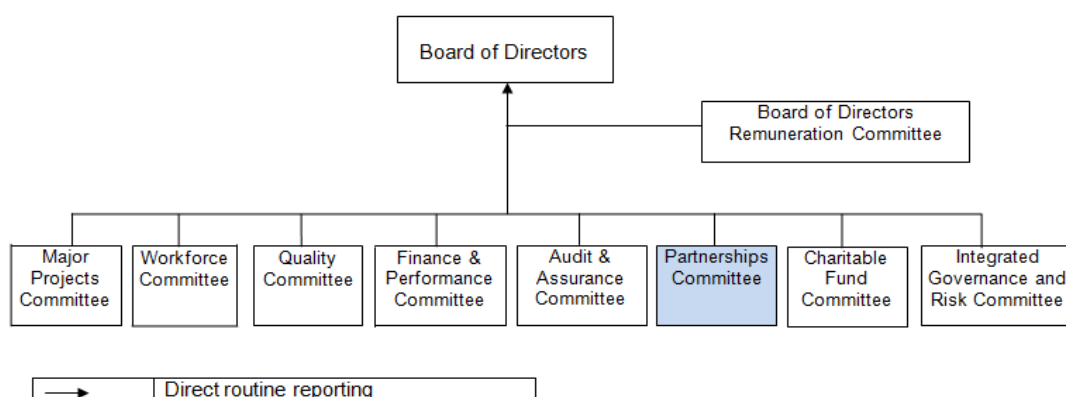 Board of Directors
Board of Directors
Remuneration Committee
Major
Projects
Committee
Workforce
Committee
Quality
Committee
Finance &
Performance
Committee
Audit &
Assurance
Committee
Partnerships
Committee
Charitable
Fund
Committee
Integrated
Governance and
Risk Committee
Direct routine reporting